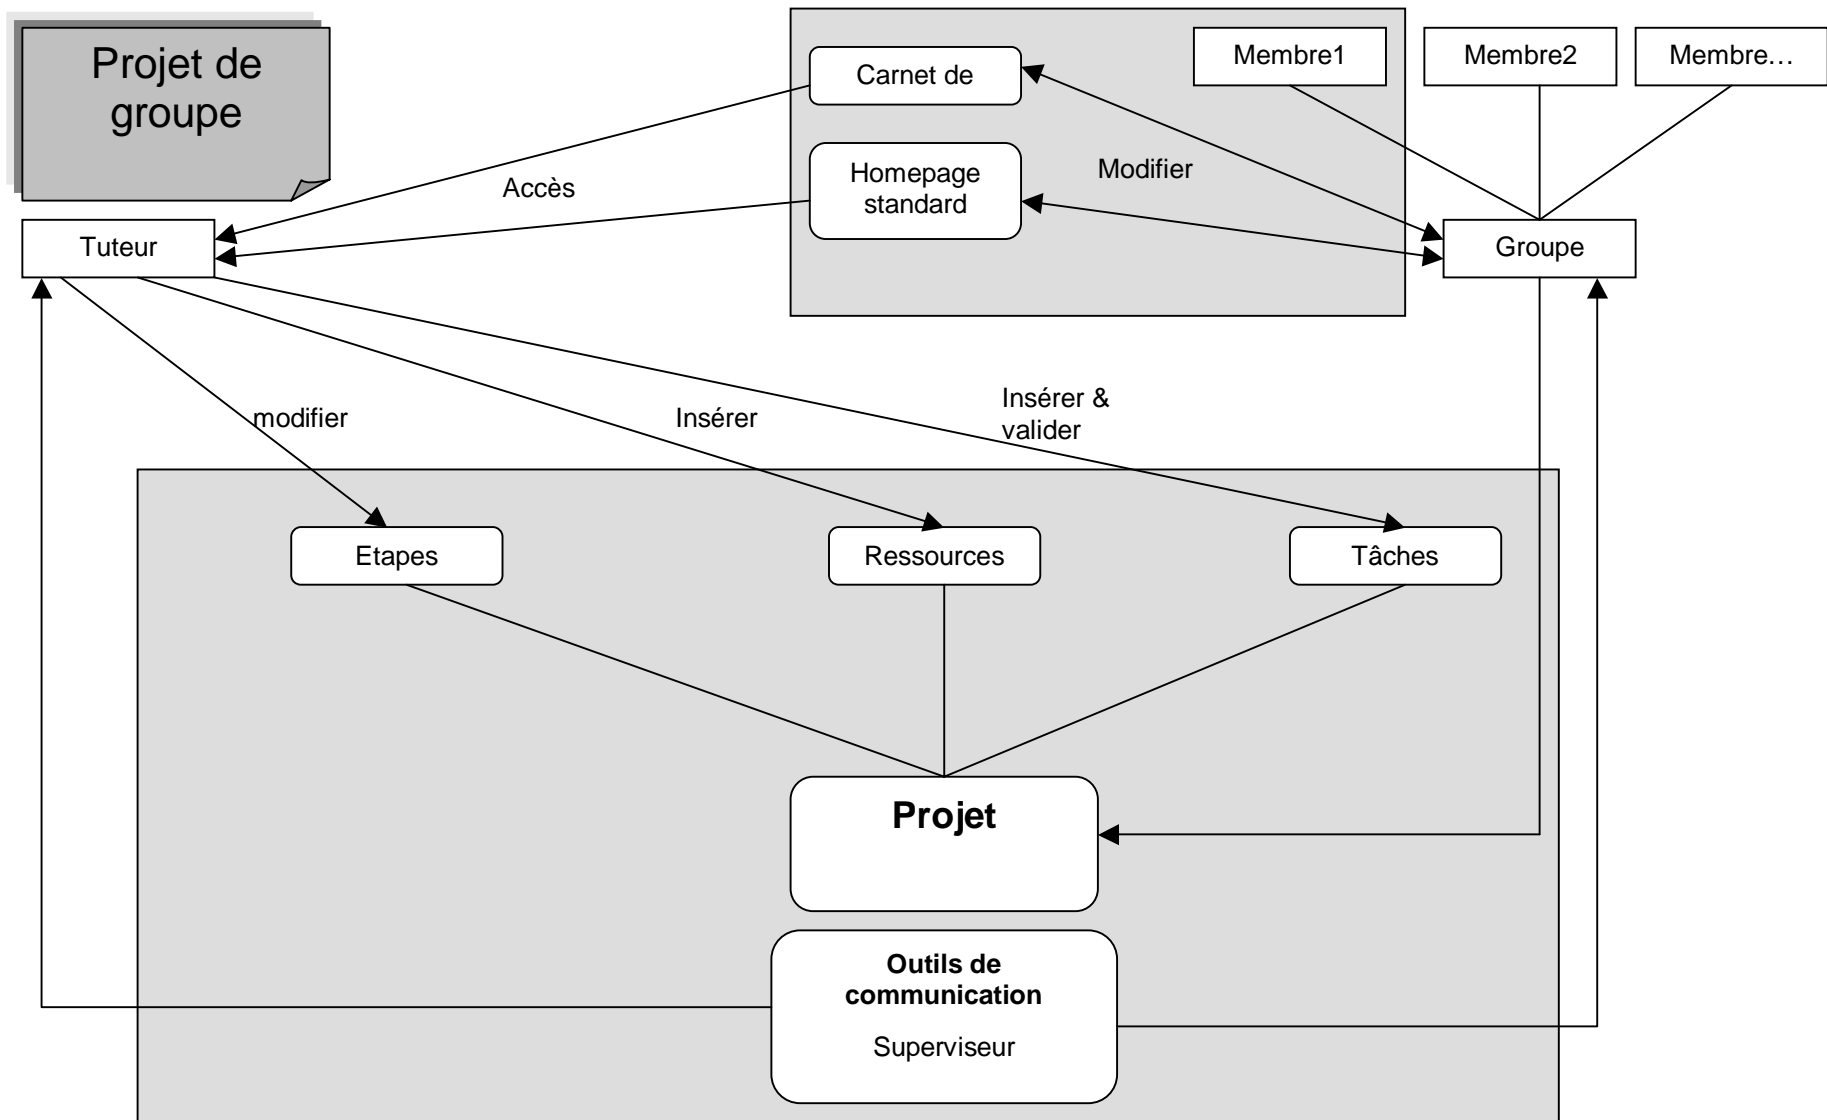 Projet de
groupe
Carnet de
Membre1
Membre2
Membre…
Homepage
standard
Modifier
Accès
Tuteur
Groupe
modifier
Insérer
Insérer &
valider
Etapes
Ressources
Tâches
Projet
Outils de
communication
Superviseur